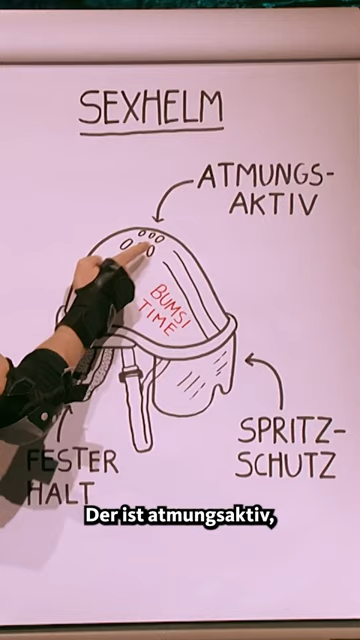 SEXHELM
ATMUNGS-
AKTIV
BUMSI
TIME
SPRITZ-
SCHUTZ
FESTER
HALT
Der ist atmungsaktiv,